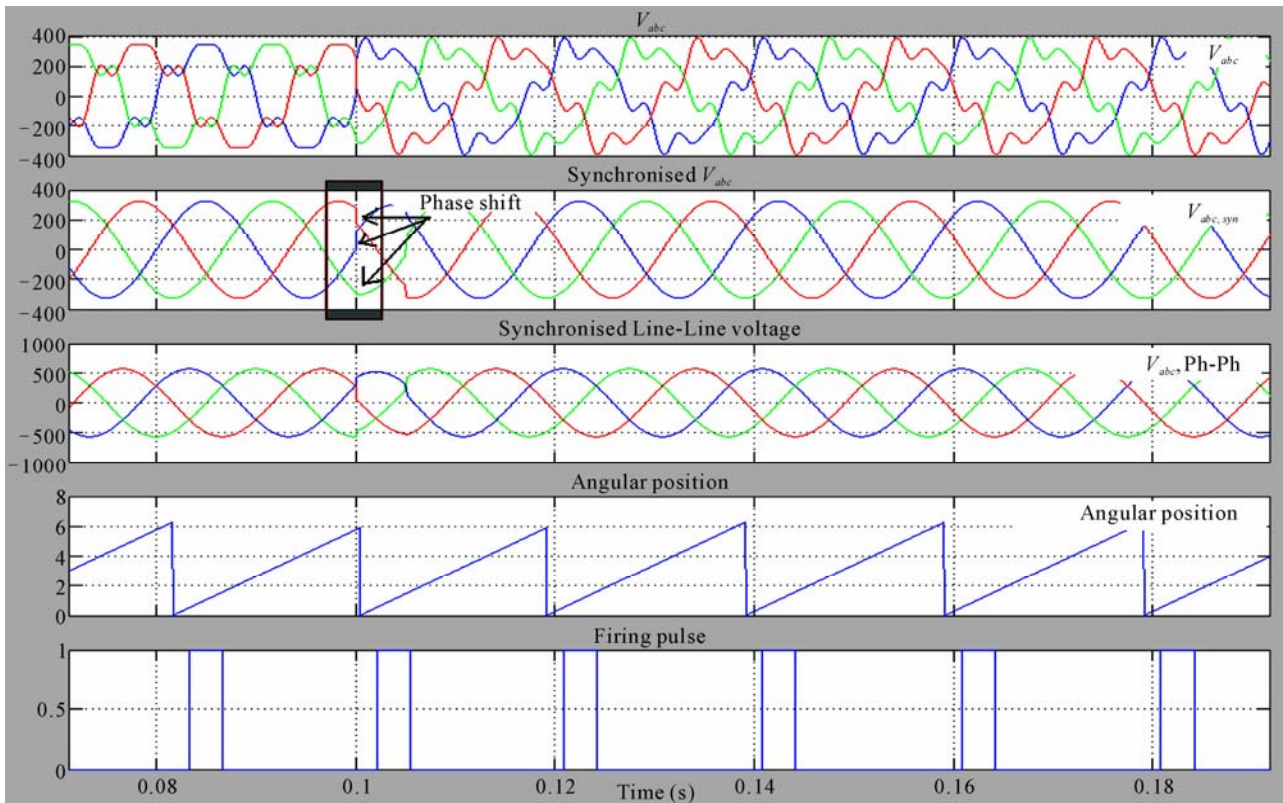 V_abc
400
200
0
−200
−400
V_abc
Synchronised V_abc
400
200
0
−200
−400
Phase shift
V_abc, syn
Synchronised Line-Line voltage
1000
500
0
−500
−1000
V_abc, Ph-Ph
Angular position
8
6
4
2
0
Angular position
Firing pulse
1
0.5
0
0.08
0.1
0.12
0.14
0.16
0.18
Time (s)